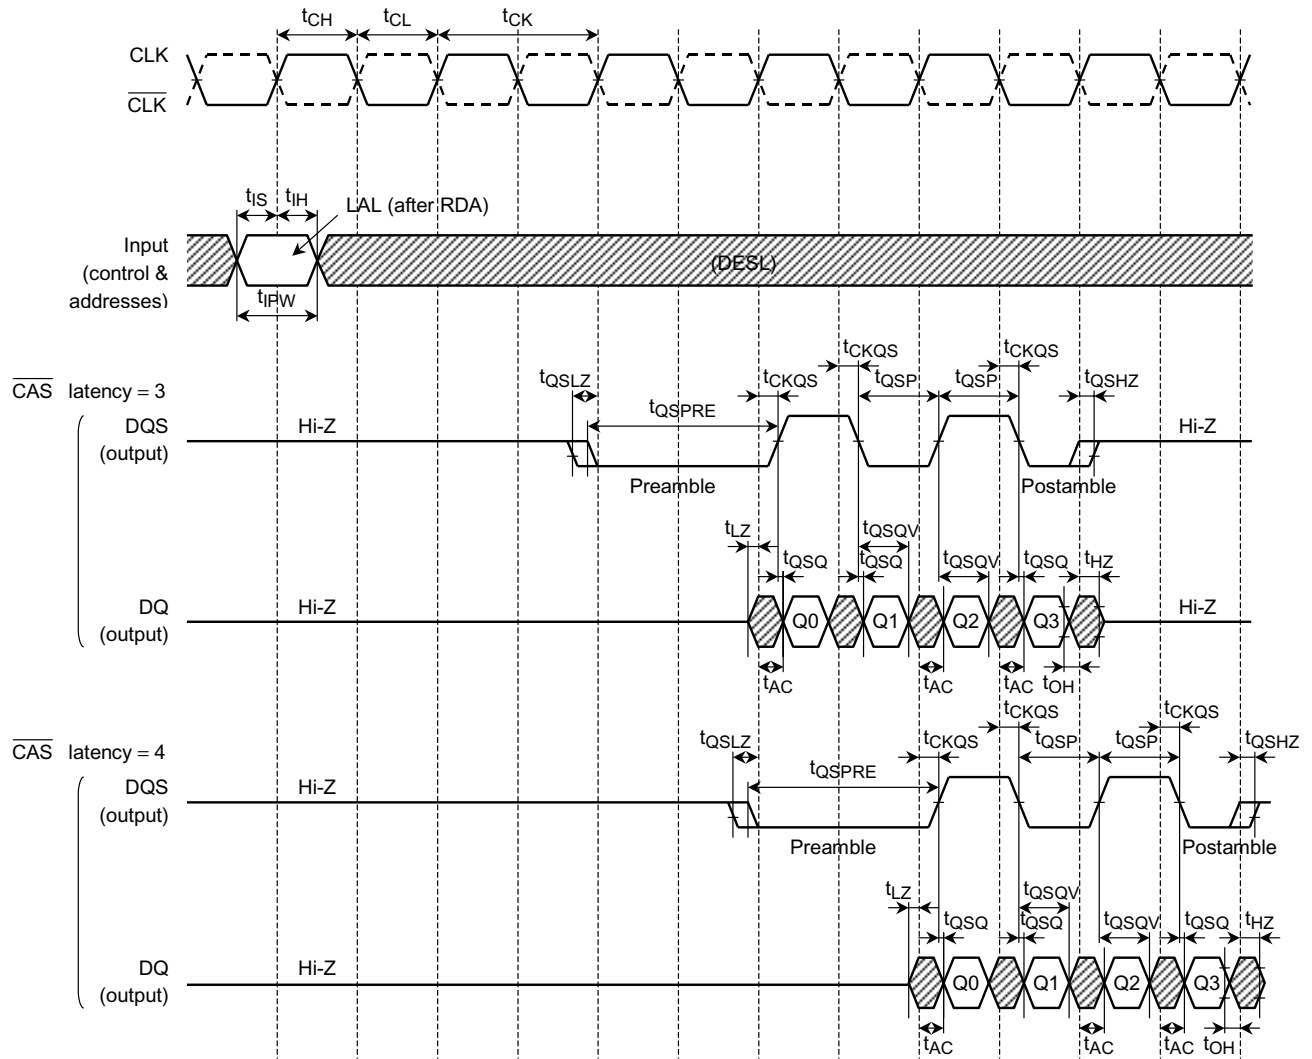 tCH tCL tCK
CLK
CLK
tIS tIH LAL (after RDA)
Input
(control &
addresses)
(DESL)
tIPW
tCKQS tCKQS
CAS latency = 3
tQSLZ tCKQS tQSP tQSP tQSHZ
tQSPRE
DQS
(output)
Hi-Z Hi-Z
Preamble Postamble
tLZ tQSQV
tQSQ tQSQ tQSQV tQSQ tHZ
DQ
(output)
Hi-Z Q0 Q1 Q2 Q3 Hi-Z
tAC tAC tAC tOH
tCKQS tCKQS
CAS latency = 4
tQSLZ tCKQS tQSP tQSP tQSHZ
tQSPRE
DQS
(output)
Hi-Z
Preamble Postamble
tLZ tQSQV
tQSQ tQSQ tQSQV tQSQ tHZ
DQ
(output)
Hi-Z Q0 Q1 Q2 Q3
tAC tAC tAC tOH